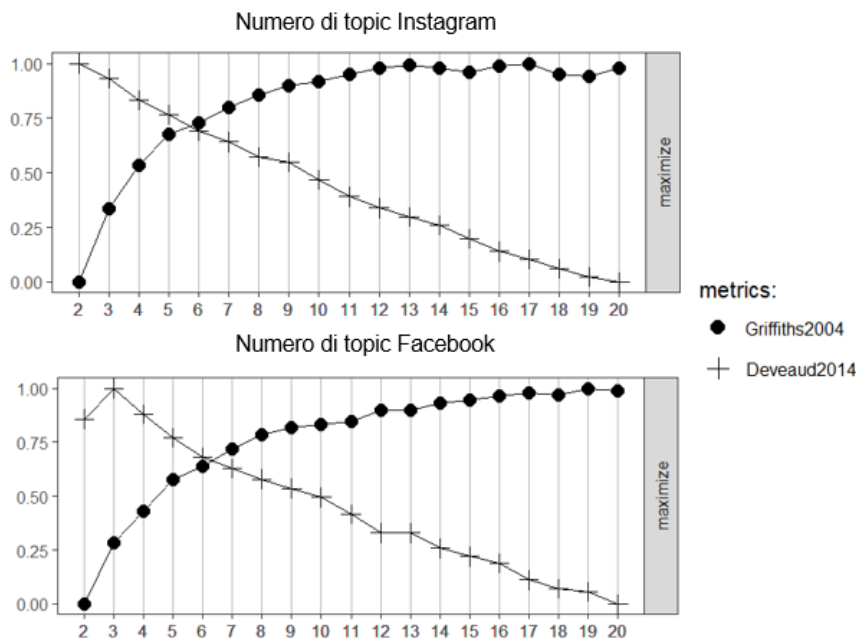 Numero di topic Instagram
1.00
0.75
0.50
0.25
0.00
2 3 4 5 6 7 8 9 10 11 12 13 14 15 16 17 18 19 20
maximize
Numero di topic Facebook
1.00
0.75
0.50
0.25
0.00
2 3 4 5 6 7 8 9 10 11 12 13 14 15 16 17 18 19 20
maximize
metrics:
Griffiths2004
Deveaud2014